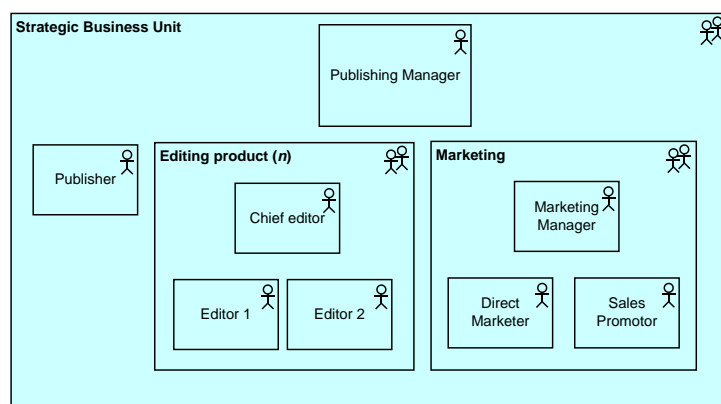 Strategic Business Unit
Publishing Manager
Publisher
Editing product (n)
Chief editor
Editor 1
Editor 2
Marketing
Marketing
Manager
Direct
Marketer
Sales
Promotor